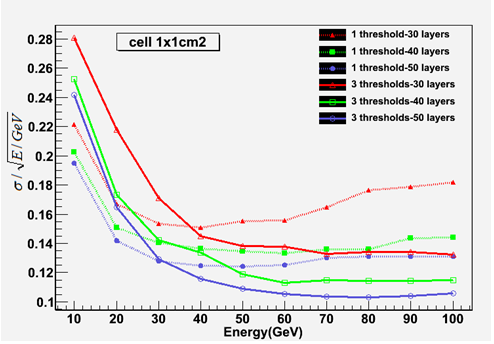 cell 1x1cm2
1 threshold-30 layers
1 threshold-40 layers
1 threshold-50 layers
3 thresholds-30 layers
3 thresholds-40 layers
3 thresholds-50 layers
σ/√E/GeV
0.28
0.26
0.24
0.22
0.2
0.18
0.16
0.14
0.12
0.1
10 20 30 40 50 60 70 80 90 100
Energy(GeV)